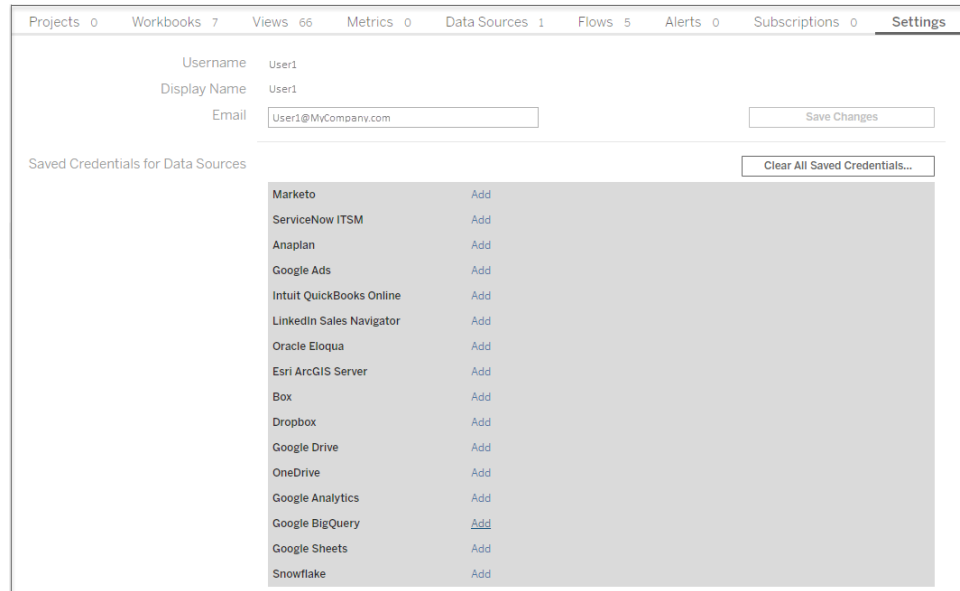 Projects 0 Workbooks 7 Views 66 Metrics 0 Data Sources 1 Flows 5 Alerts 0 Subscriptions 0 Settings
Username User1
Display Name User1
Email User1@MyCompany.com Save Changes
Saved Credentials for Data Sources Clear All Saved Credentials...
Marketo Add
ServiceNow ITSM Add
Anaplan Add
Google Ads Add
Intuit QuickBooks Online Add
LinkedIn Sales Navigator Add
Oracle Eloqua Add
Esri ArcGIS Server Add
Box Add
Dropbox Add
Google Drive Add
OneDrive Add
Google Analytics Add
Google BigQuery Add
Google Sheets Add
Snowflake Add